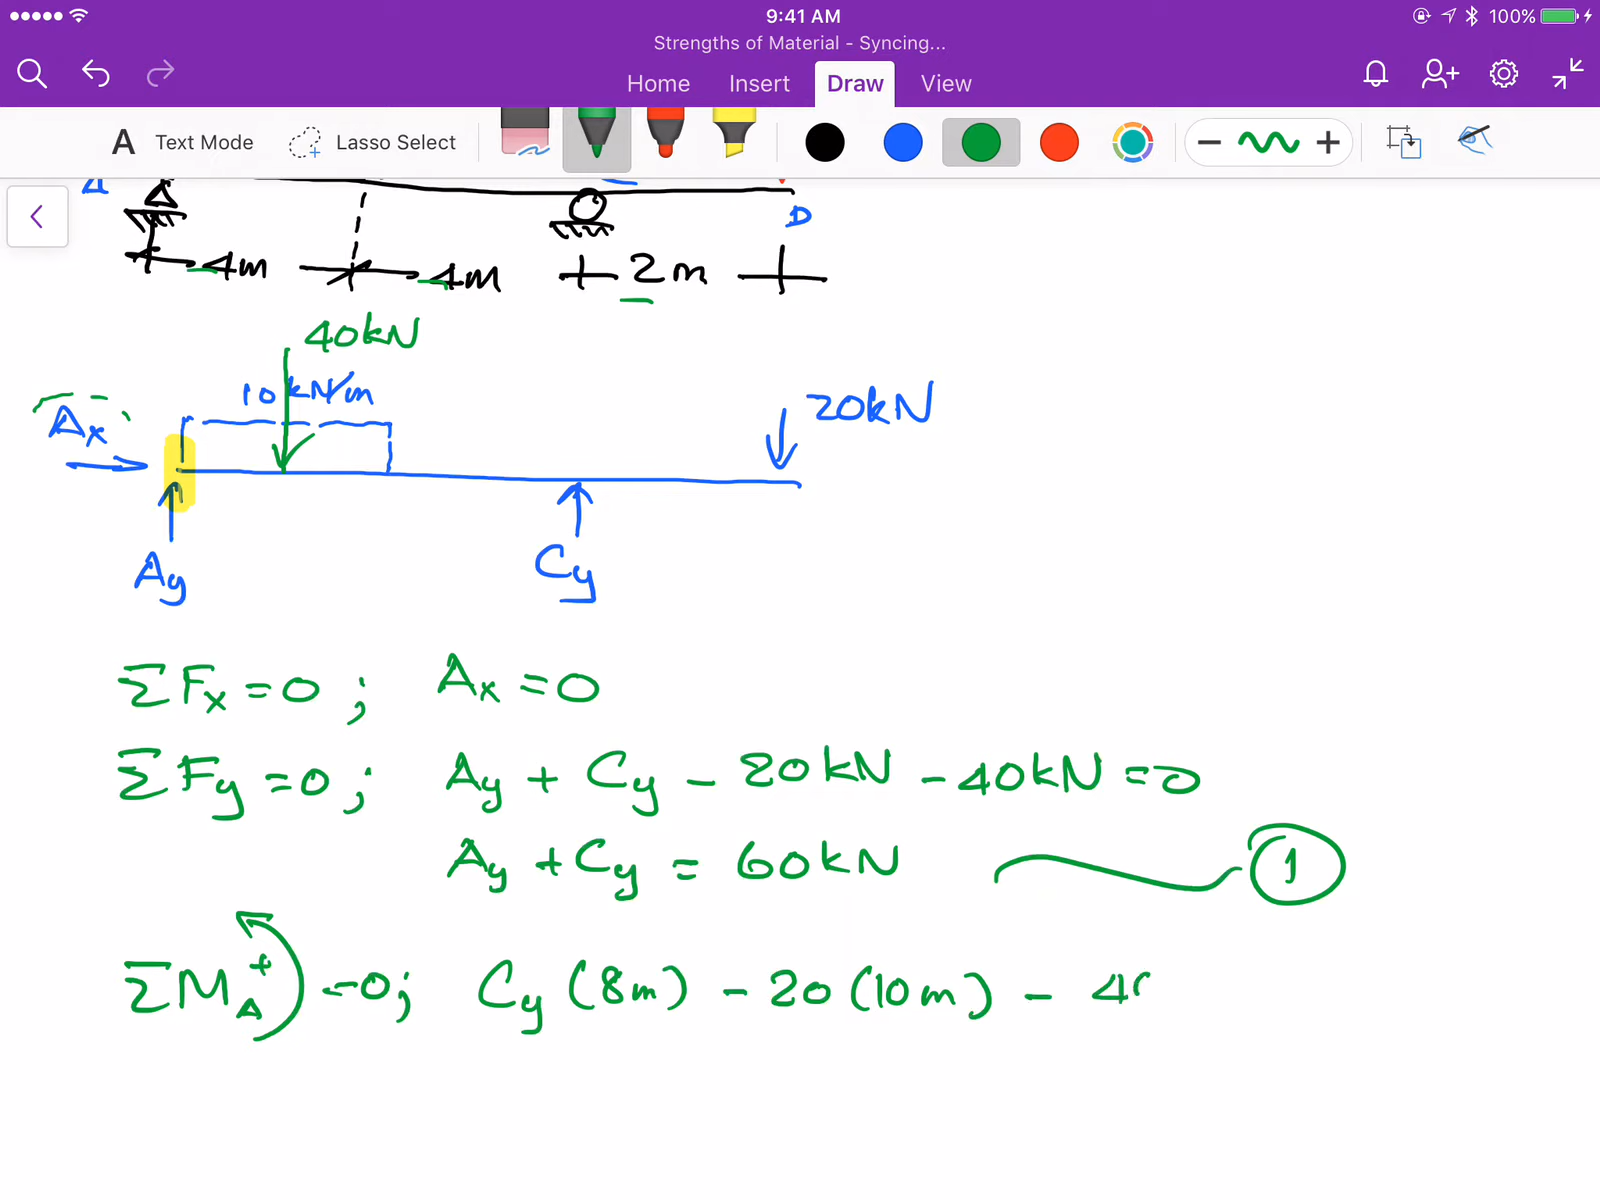 9:41 AM
100%
Strengths of Material - Syncing...
Home Insert Draw View
A Text Mode Lasso Select
D
4m 4m 2m
40kN
10kN/m
20kN
Ax
Ay
Cy
ΣFx = 0 ; Ax = 0
ΣFy = 0 ; Ay + Cy - 20kN - 40kN = 0
Ay + Cy = 60kN 1
ΣMA + = 0 ; Cy (8m) - 20 (10m) -